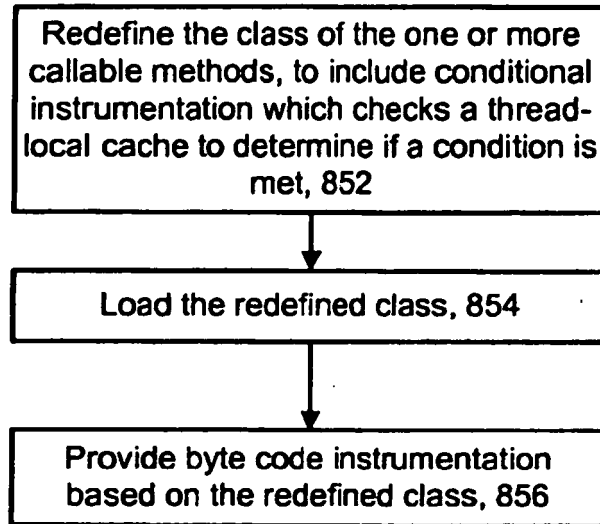 Redefine the class of the one or more
callable methods, to include conditional
instrumentation which checks a thread-
local cache to determine if a condition is
met, 852
Load the redefined class, 854
Provide byte code instrumentation
based on the redefined class, 856